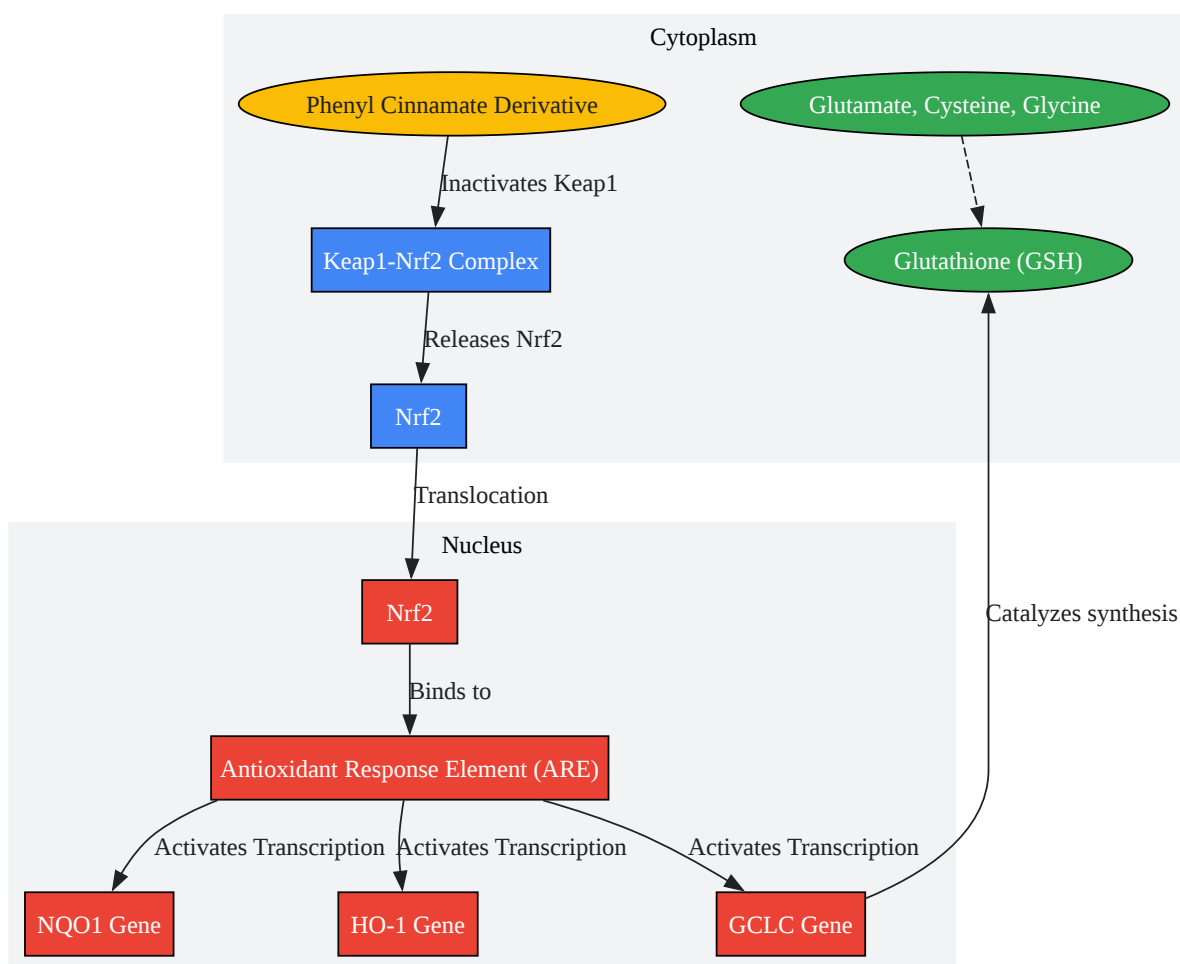 Cytoplasm
Phenyl Cinnamate Derivative
Glutamate, Cysteine, Glycine
Inactivates Keap1
Keap1-Nrf2 Complex
Glutathione (GSH)
Releases Nrf2
Nrf2
Translocation
Nucleus
Nrf2
Catalyzes synthesis
Binds to
Antioxidant Response Element (ARE)
Activates Transcription
Activates Transcription
Activates Transcription
NQO1 Gene
HO-1 Gene
GCLC Gene